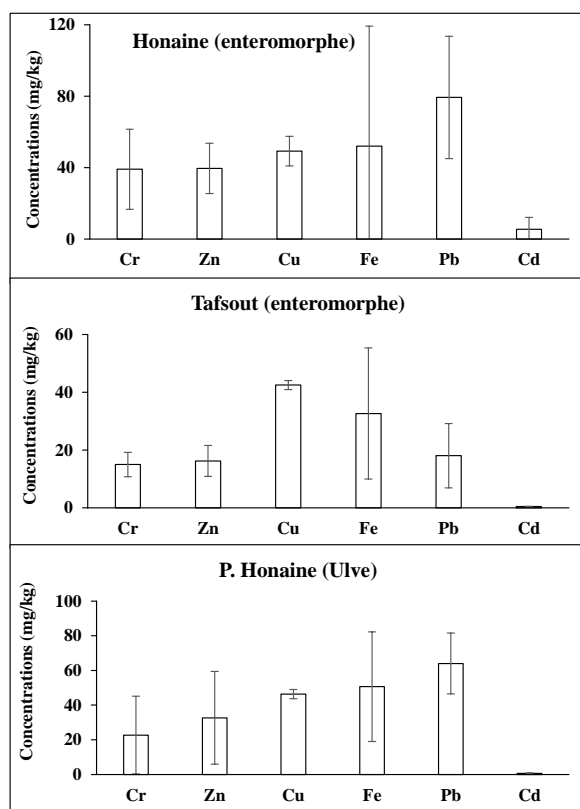 Honaine (enteromorphe)
Concentrations (mg/kg)
120
80
40
0
Cr Zn Cu Fe Pb Cd
Tafsout (enteromorphe)
Concentrations (mg/kg)
60
40
20
0
Cr Zn Cu Fe Pb Cd
P. Honaine (Ulve)
Concentrations (mg/kg)
100
80
60
40
20
0
Cr Zn Cu Fe Pb Cd